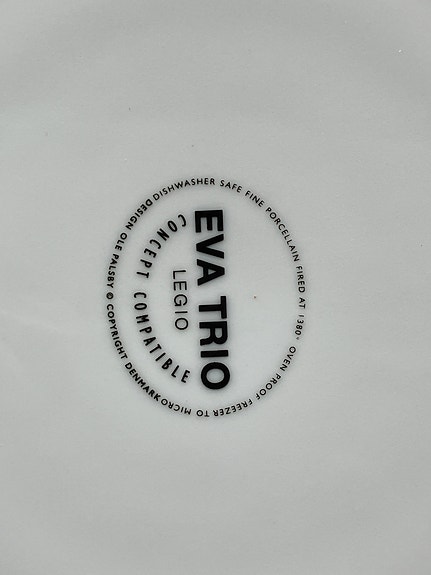 EVA TRIO
LEGIO
CONCEPT COMPATIBLE
DISHWASHER SAFE FINE PORCELLAIN FIRED AT 1380° OVEN PROOF FREEZER TO MICRO
DESIGN OLE PALSBY © COPYRIGHT DENMARK